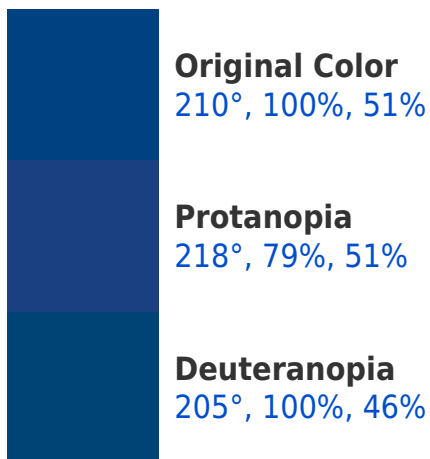 Original Color
210°, 100%, 51%
Protanopia
218°, 79%, 51%
Deuteranopia
205°, 100%, 46%